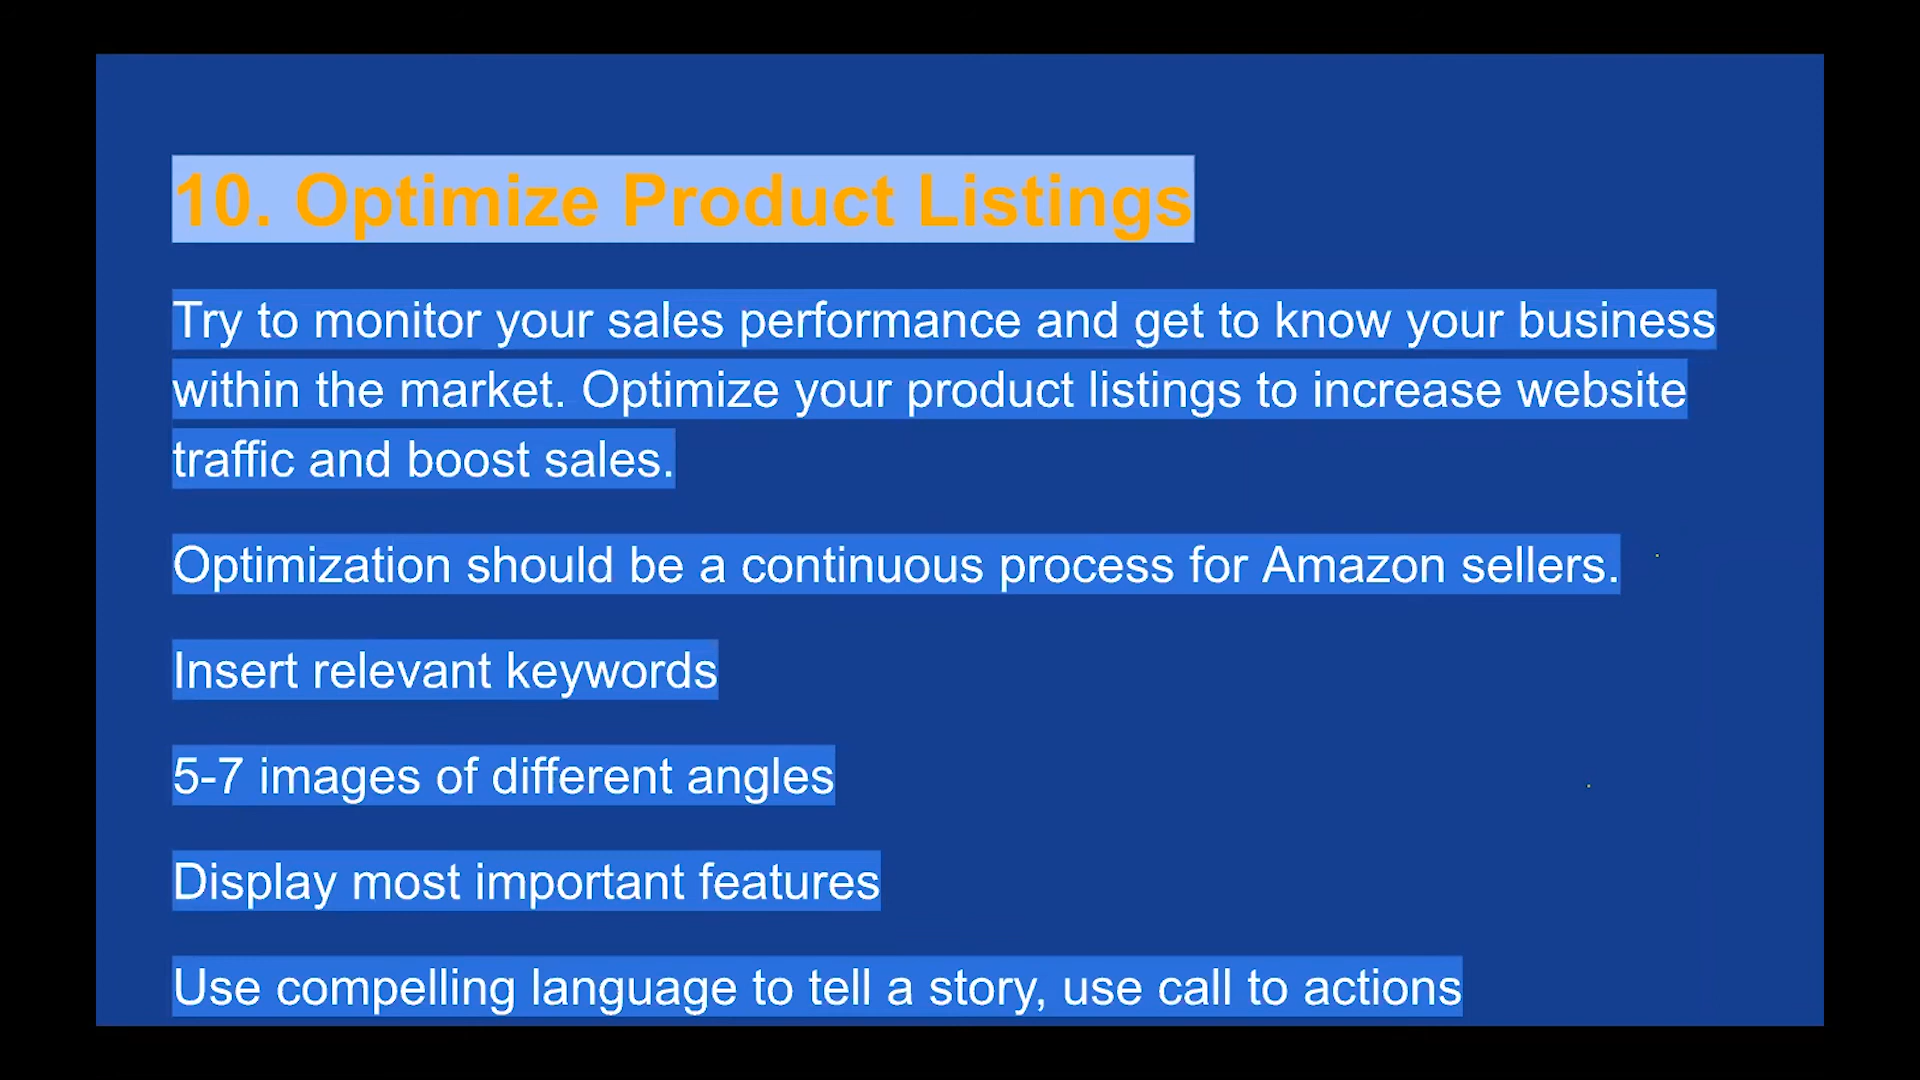 10. Optimize Product Listings
Try to monitor your sales performance and get to know your business
within the market. Optimize your product listings to increase website
traffic and boost sales.
Optimization should be a continuous process for Amazon sellers.
Insert relevant keywords
5-7 images of different angles
Display most important features
Use compelling language to tell a story, use call to actions